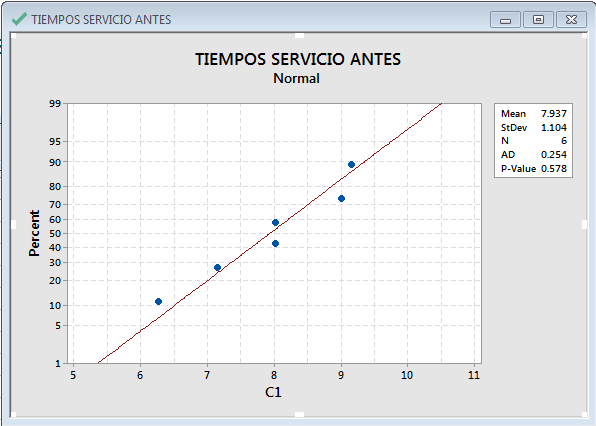 TIEMPOS SERVICIO ANTES
TIEMPOS SERVICIO ANTES
Normal
99
95
90
80
70
60
50
40
30
20
10
5
1
Percent
5 6 7 8 9 10 11
C1
Mean 7.937
StDev 1.104
N 6
AD 0.254
P-Value 0.578